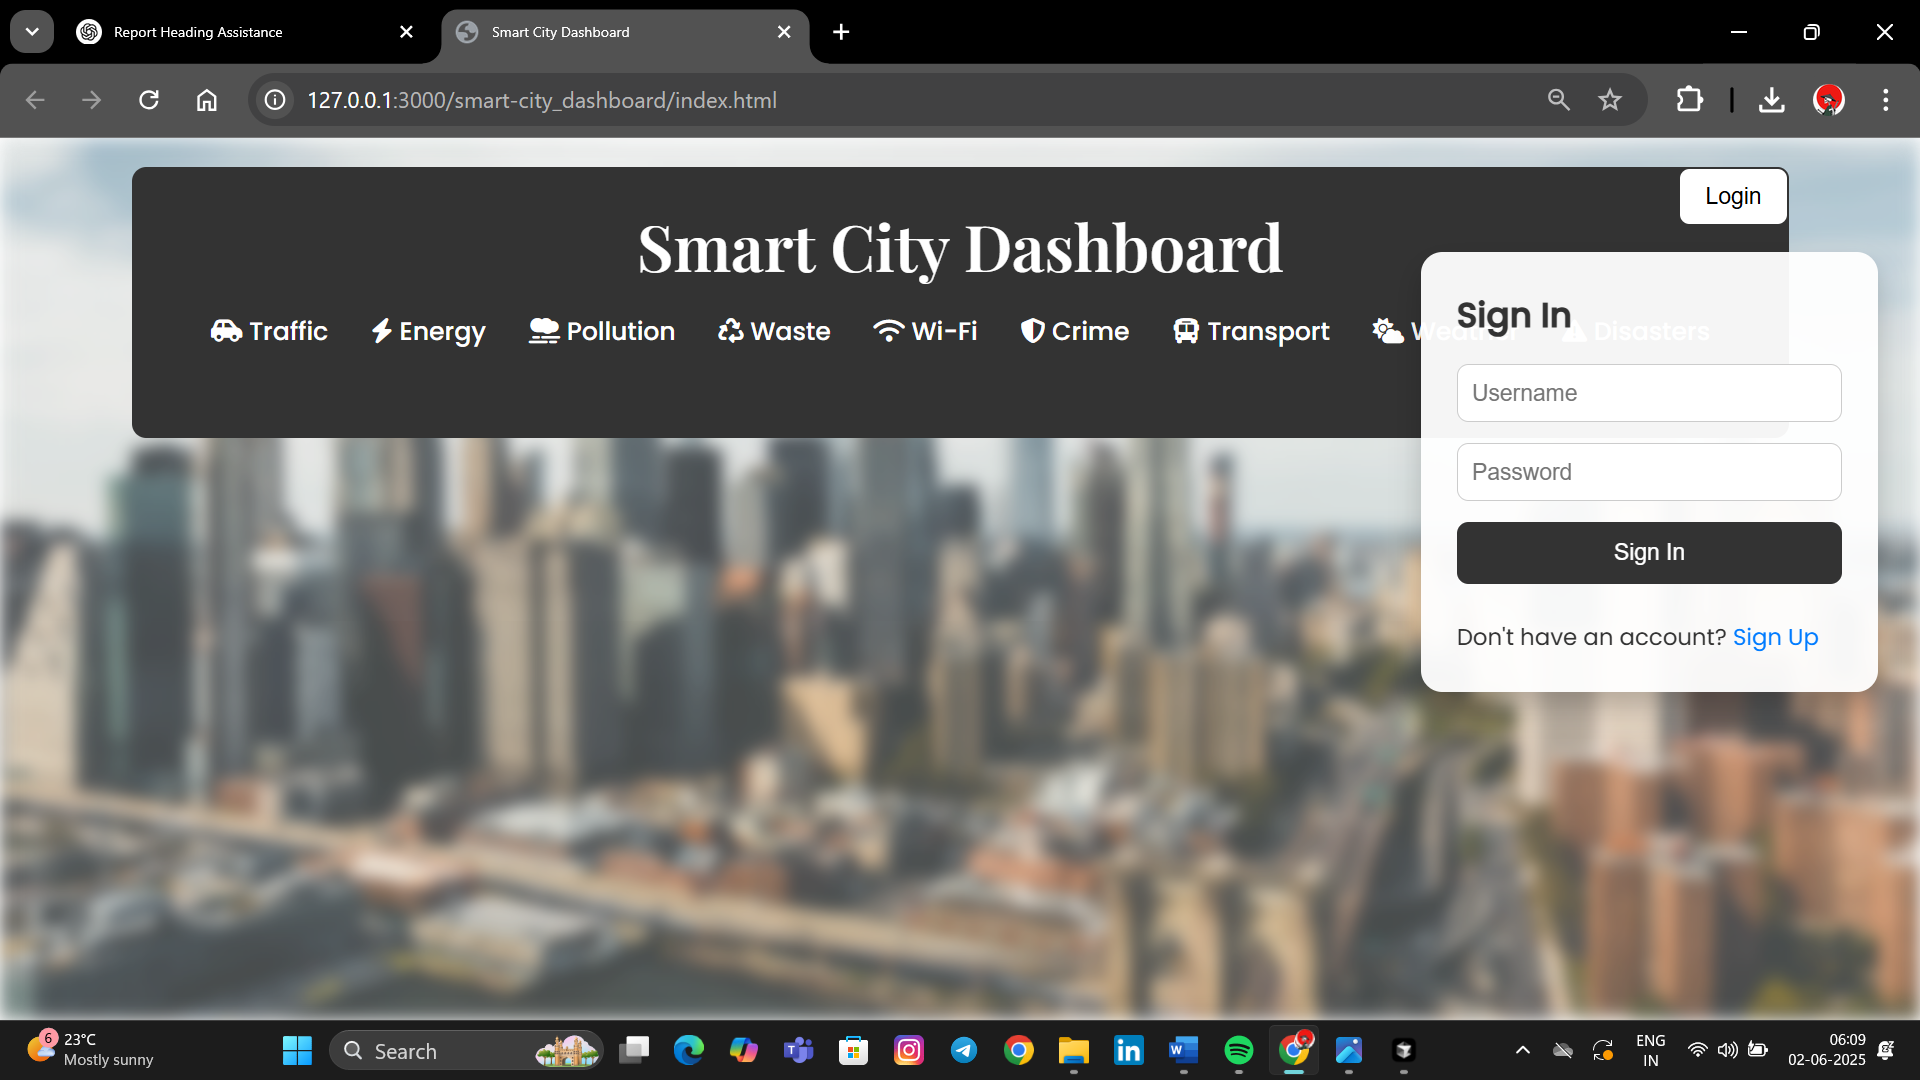 Report Heading Assistance
Smart City Dashboard
127.0.0.1:3000/smart-city_dashboard/index.html
Login
Smart City Dashboard
Traffic Energy Pollution Waste Wi-Fi Crime Transport Weather Disasters
Sign In
Username
Password
Sign In
Don't have an account? Sign Up
6
23°C
Mostly sunny
Search
ENG
IN
06:09
02-06-2025